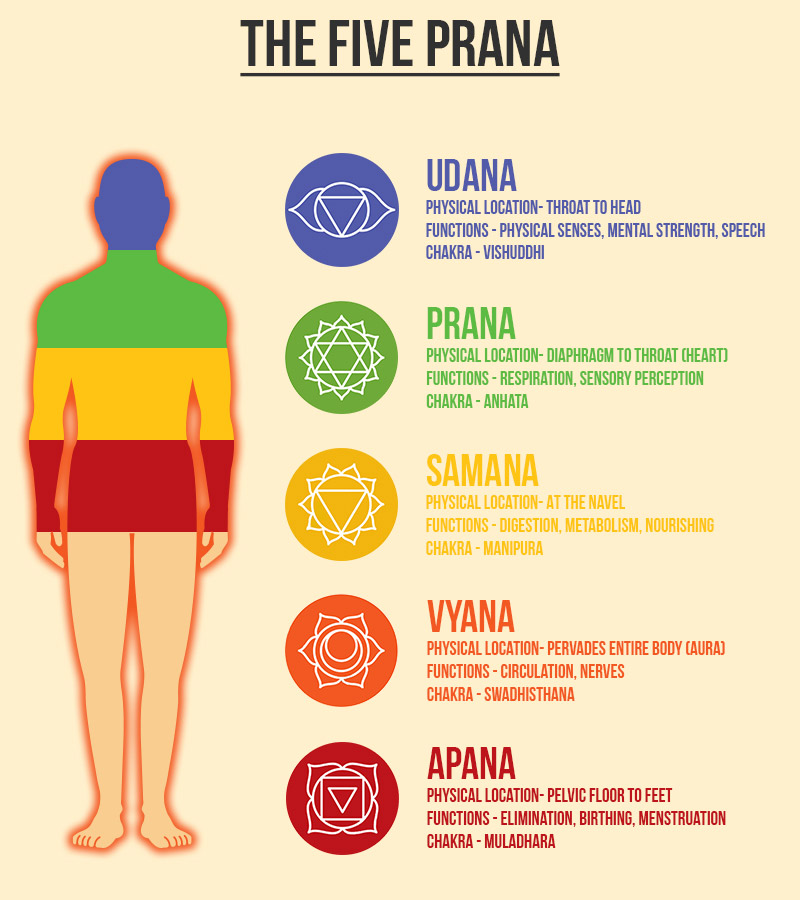 THE FIVE PRANA
UDANA
PHYSICAL LOCATION- THROAT TO HEAD
FUNCTIONS - PHYSICAL SENSES, MENTAL STRENGTH, SPEECH
CHAKRA - VISHUDDHI
PRANA
PHYSICAL LOCATION- DIAPHRAGM TO THROAT (HEART)
FUNCTIONS - RESPIRATION, SENSORY PERCEPTION
CHAKRA - ANHATA
SAMANA
PHYSICAL LOCATION- AT THE NAVEL
FUNCTIONS - DIGESTION, METABOLISM, NOURISHING
CHAKRA - MANIPURA
VYANA
PHYSICAL LOCATION- PERVADES ENTIRE BODY (AURA)
FUNCTIONS - CIRCULATION, NERVES
CHAKRA - SWADHISTHANA
APANA
PHYSICAL LOCATION- PELVIC FLOOR TO FEET
FUNCTIONS - ELIMINATION, BIRTHING, MENSTRUATION
CHAKRA - MULADHARA